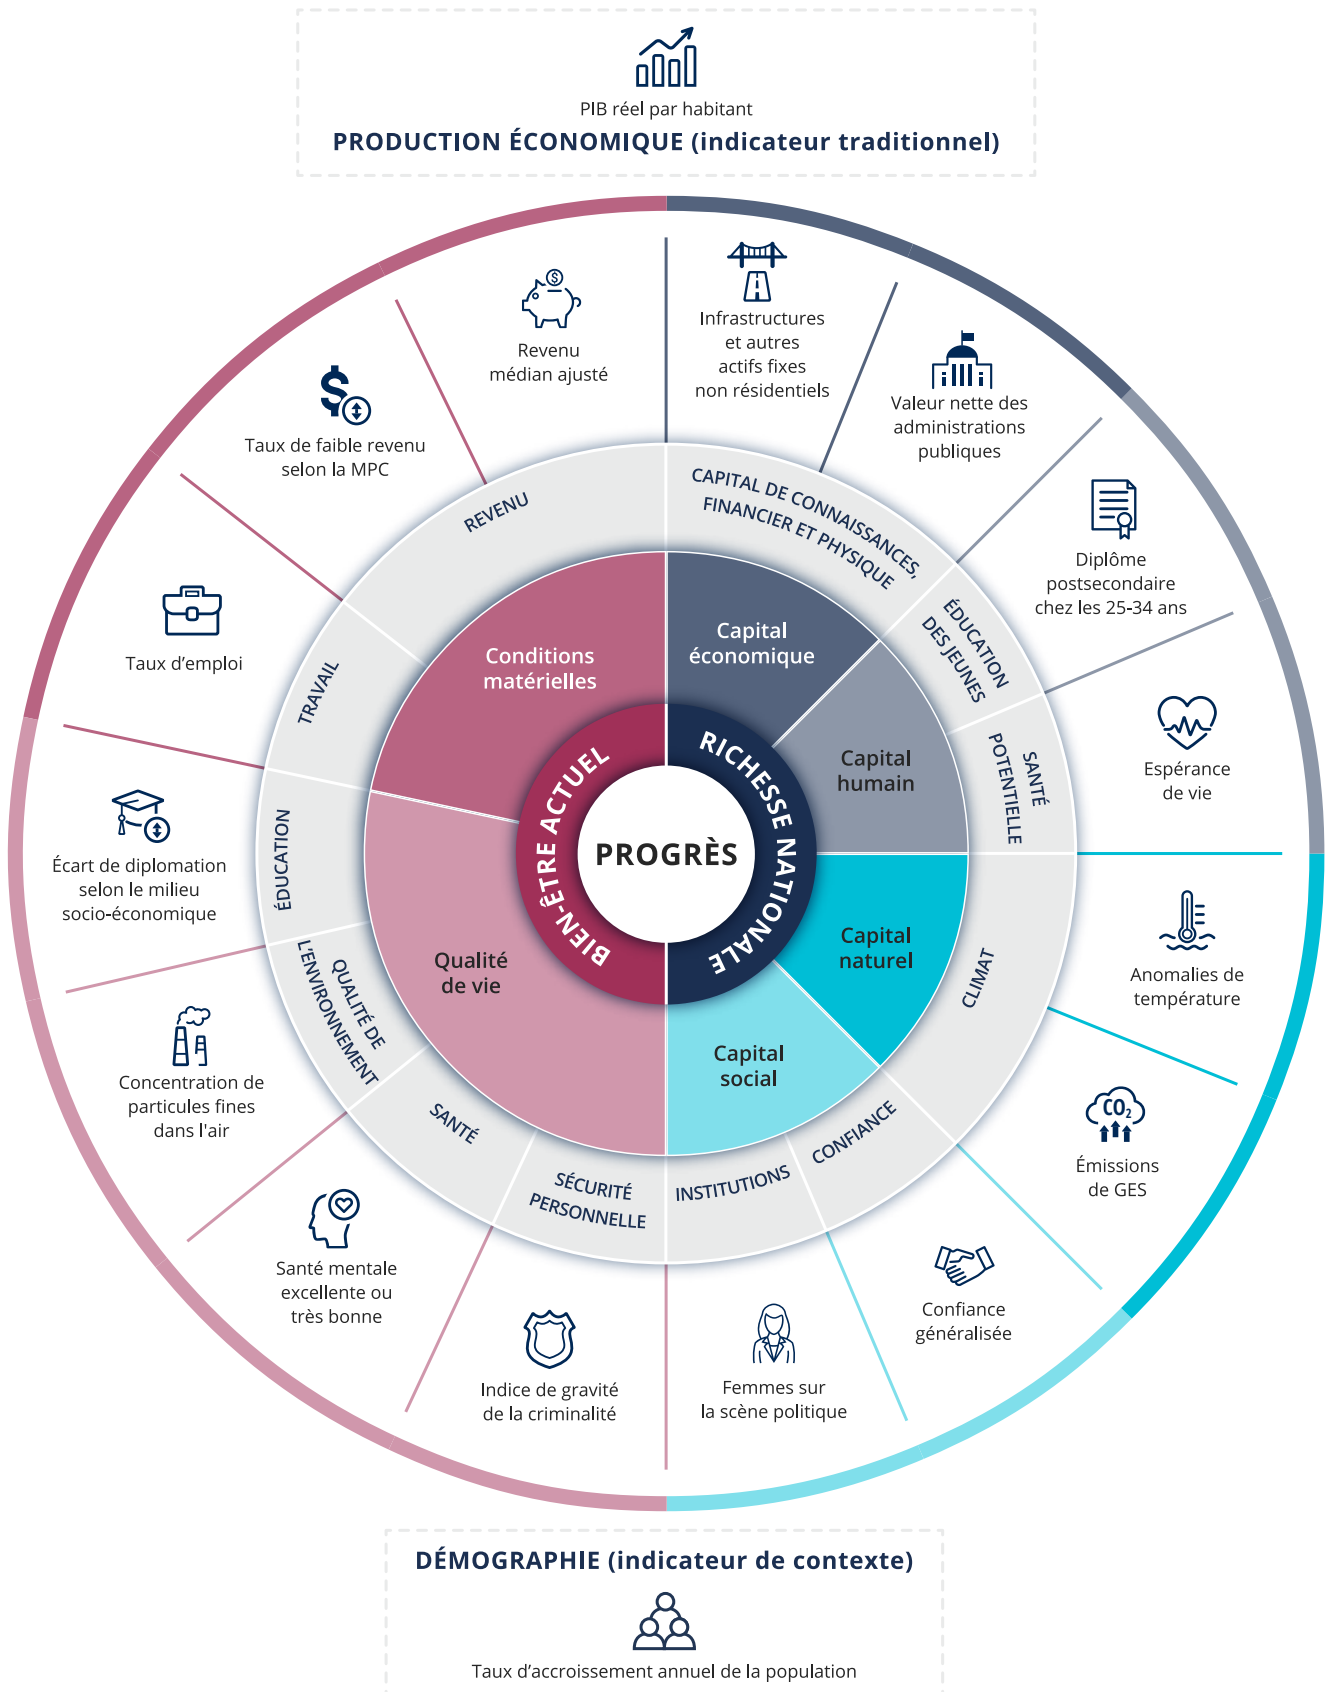 PIB réel par habitant
PRODUCTION ÉCONOMIQUE (indicateur traditionnel)
Infrastructures
et autres
actifs fixes
non résidentiels
Valeur nette des
administrations
publiques
Diplôme
postsecondaire
chez les 25-34 ans
Espérance
de vie
Anomalies de
température
CO₂
Émissions
de GES
Confiance
généralisée
Femmes sur
la scène politique
Indice de gravité
de la criminalité
Santé mentale
excellente ou
très bonne
Concentration de
particules fines
dans l'air
Écart de diplomation
selon le milieu
socio-économique
Taux d’emploi
$
Taux de faible revenu
selon la MPC
$
Revenu
médian ajusté
CAPITAL DE CONNAISSANCES,
FINANCIER ET PHYSIQUE
ÉDUCATION
DES JEUNES
SANTÉ
POTENTIELLE
CLIMAT
CONFIANCE
INSTITUTIONS
SÉCURITÉ
PERSONNELLE
SANTÉ
QUALITÉ DE
L'ENVIRONNEMENT
ÉDUCATION
TRAVAIL
REVENU
Capital
économique
Capital
humain
Capital
naturel
Capital
social
Qualité
de vie
Conditions
matérielles
BIEN-ÊTRE ACTUEL
RICHESSE NATIONALE
PROGRÈS
DÉMOGRAPHIE (indicateur de contexte)
Taux d’accroissement annuel de la population